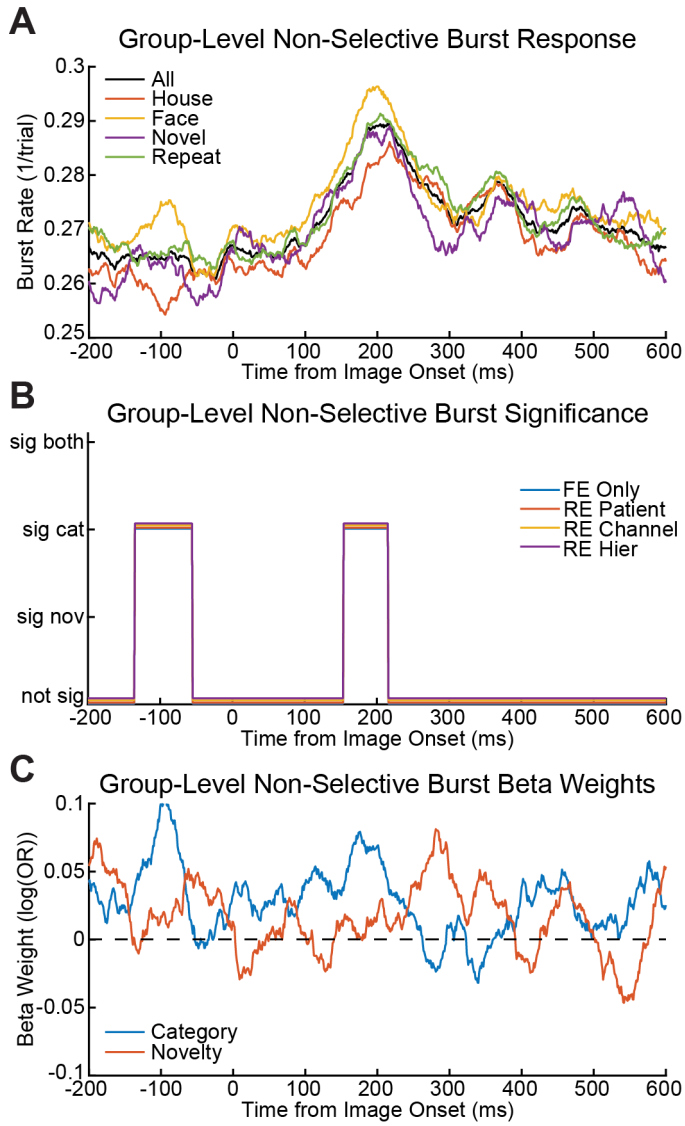 A
Group-Level Non-Selective Burst Response
0.3
0.29
0.28
0.27
0.26
0.25
Burst Rate (1/trial)
All
House
Face
Novel
Repeat
-200 -100 0 100 200 300 400 500 600
Time from Image Onset (ms)
B
Group-Level Non-Selective Burst Significance
sig both
sig cat
sig nov
not sig
FE Only
RE Patient
RE Channel
RE Hier
-200 -100 0 100 200 300 400 500 600
Time from Image Onset (ms)
C
Group-Level Non-Selective Burst Beta Weights
0.1
0.05
0
-0.05
-0.1
Beta Weight (log(OR))
Category
Novelty
-200 -100 0 100 200 300 400 500 600
Time from Image Onset (ms)